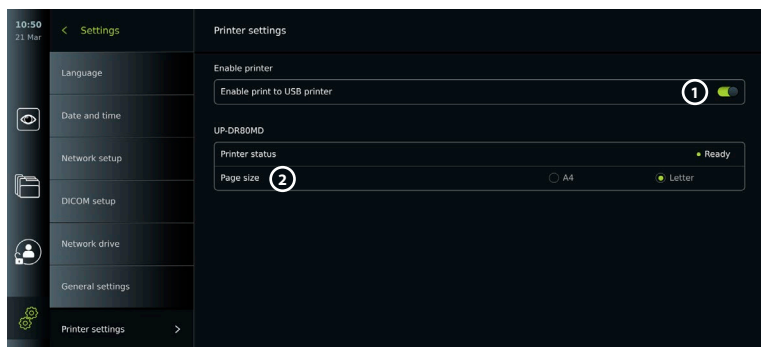 10:50
21 Mar
Settings
Printer settings
Language
Date and time
Network setup
DICOM setup
Network drive
General settings
Printer settings
Enable printer
Enable print to USB printer
1
UP-DR80MD
Printer status
Ready
Page size
2
A4
Letter